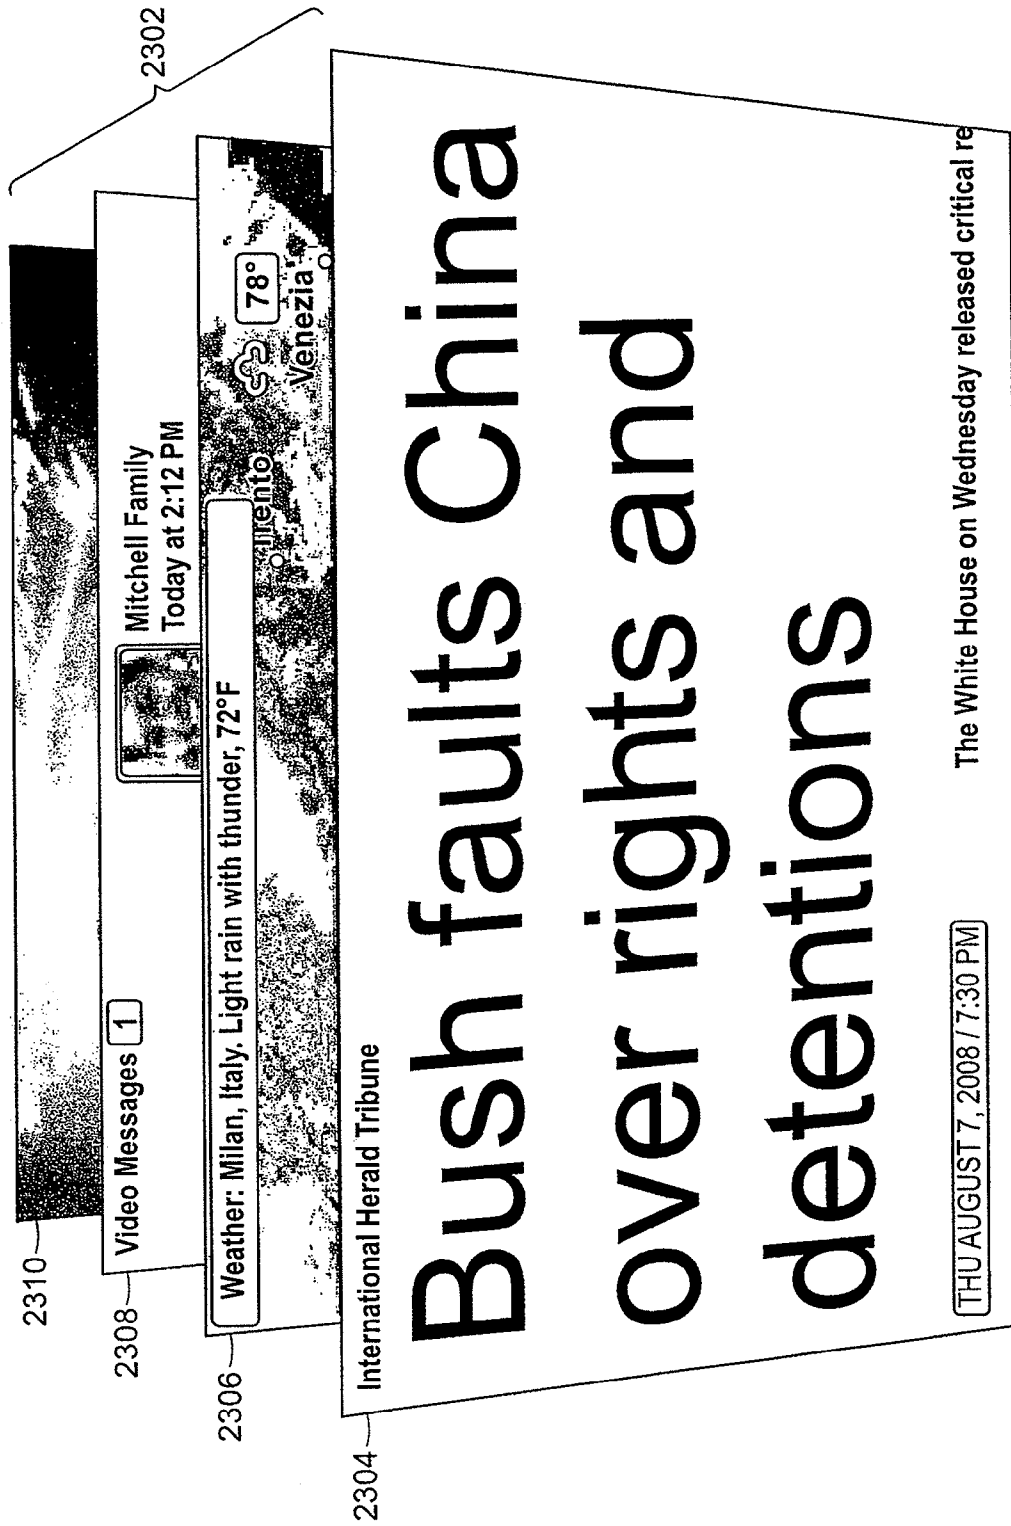 2302
2310
2308
Video Messages 1
Mitchell Family
Today at 2:12 PM
2306
Weather: Milan, Italy. Light rain with thunder, 72°F
Trento
78°
Venezia
2304
International Herald Tribune
Bush faults China
over rights and
detentions
THU AUGUST 7, 2008 / 7:30 PM
The White House on Wednesday released critical re